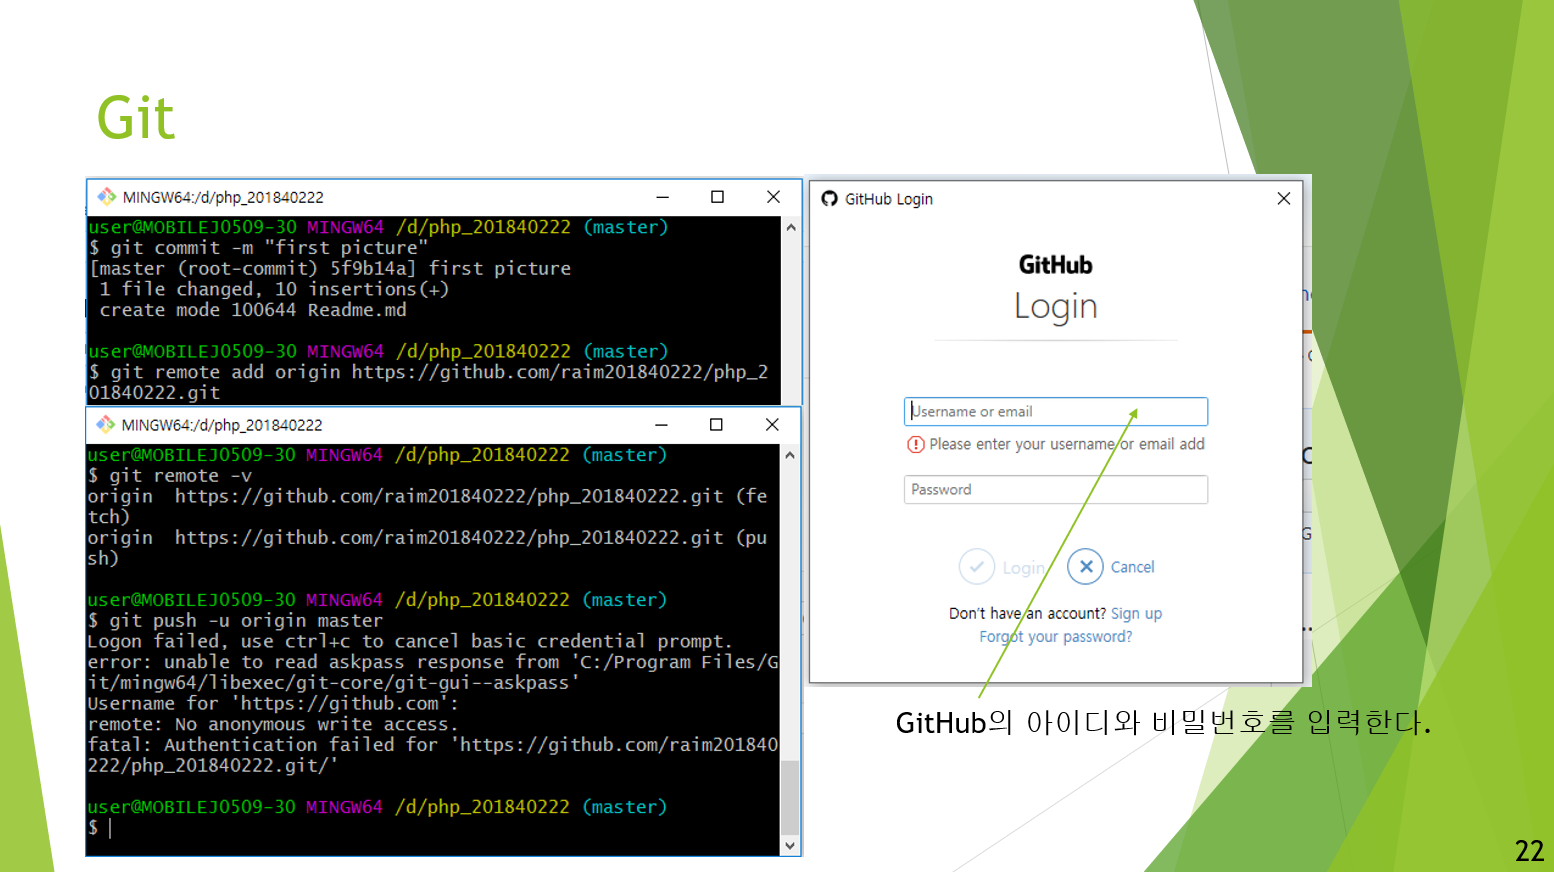 Git
MINGW64:/d/php_201840222
user@MOBILEJ0509-30 MINGW64 /d/php_201840222 (master)
$ git commit -m "first picture"
[master (root-commit) 5f9b14a] first picture
1 file changed, 10 insertions(+)
create mode 100644 Readme.md
user@MOBILEJ0509-30 MINGW64 /d/php_201840222 (master)
$ git remote add origin https://github.com/raim201840222/php_2
01840222.git
MINGW64:/d/php_201840222
user@MOBILEJ0509-30 MINGW64 /d/php_201840222 (master)
$ git remote -v
origin https://github.com/raim201840222/php_201840222.git (fe
tch)
origin https://github.com/raim201840222/php_201840222.git (pu
sh)
user@MOBILEJ0509-30 MINGW64 /d/php_201840222 (master)
$ git push -u origin master
Logon failed, use ctrl+c to cancel basic credential prompt.
error: unable to read askpass response from 'C:/Program Files/G
it/mingw64/libexec/git-core/git-gui--askpass'
Username for 'https://github.com':
remote: No anonymous write access.
fatal: Authentication failed for 'https://github.com/raim201840
222/php_201840222.git/'
user@MOBILEJ0509-30 MINGW64 /d/php_201840222 (master)
$
GitHub Login
GitHub
Login
Username or email
Please enter your username or email add
Password
Login
Cancel
Don't have an account? Sign up
Forgot your password?
GitHub의 아이디와 비밀번호를 입력한다.
22